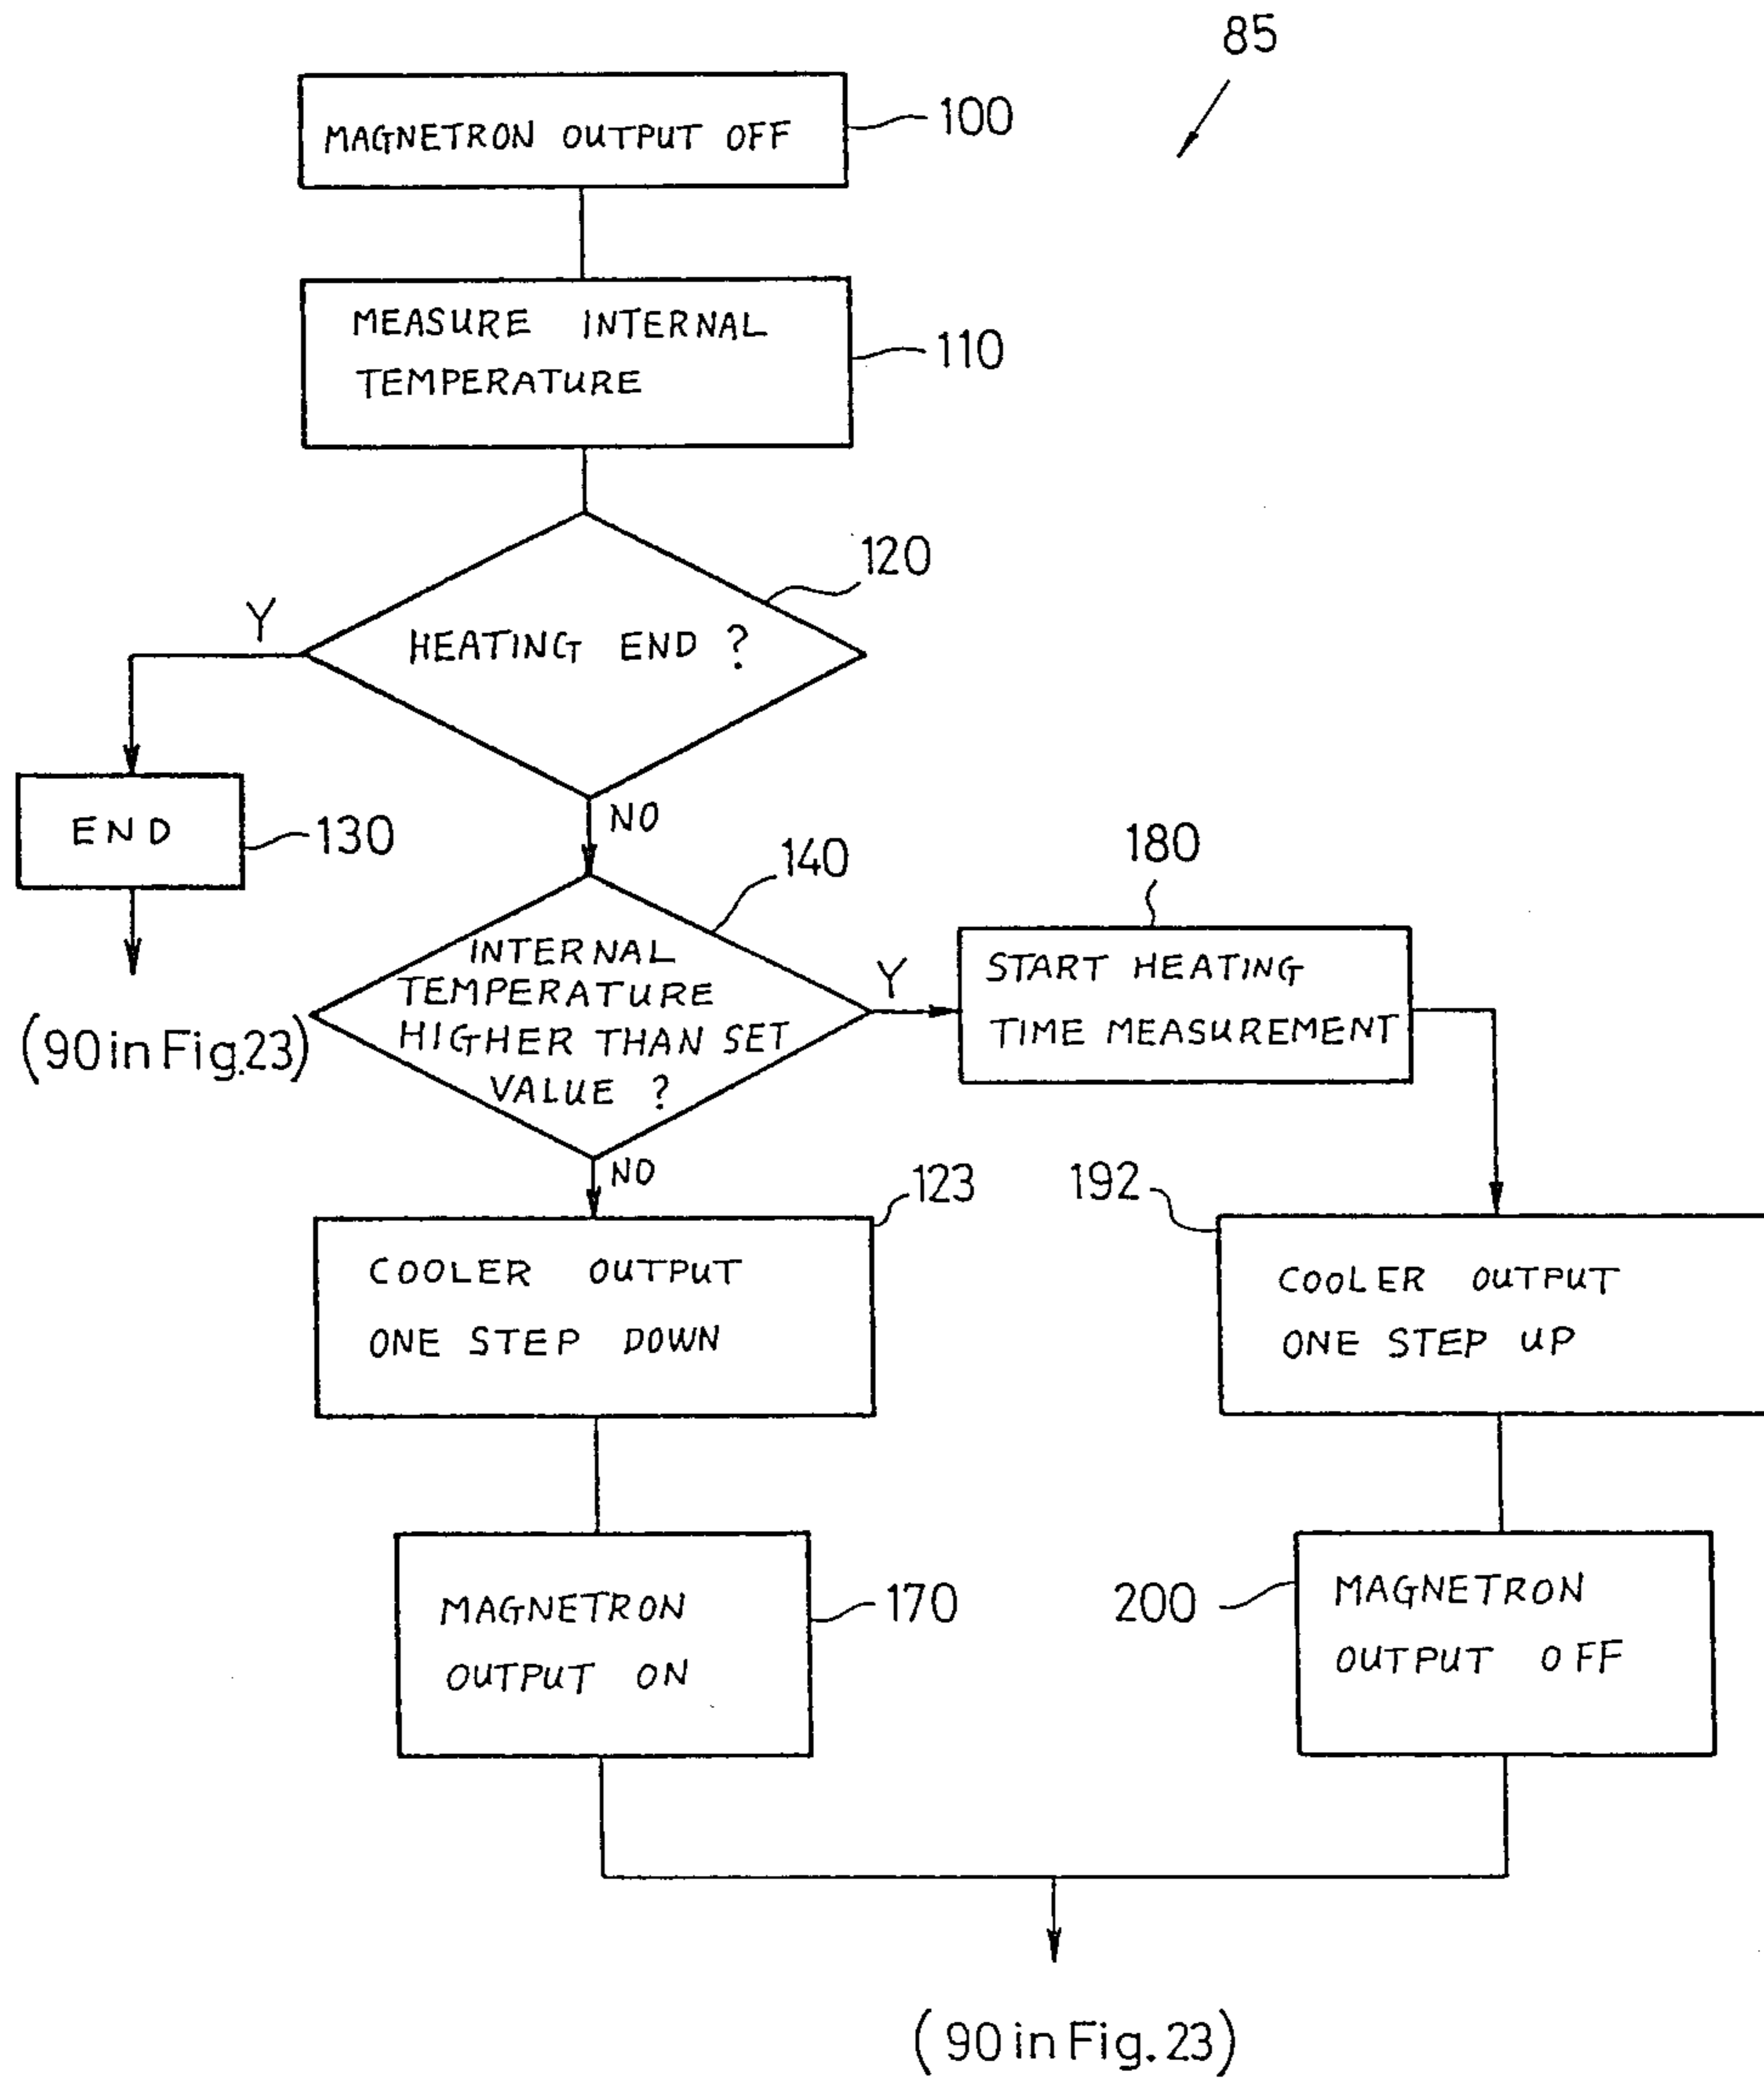 85
MAGNETRON OUTPUT OFF
100
MEASURE INTERNAL
TEMPERATURE
110
120
Y
HEATING END ?
NO
END
130
(90 in Fig.23)
140
INTERNAL
TEMPERATURE
HIGHER THAN SET
VALUE ?
Y
180
START HEATING
TIME MEASUREMENT
NO
123
COOLER OUTPUT
ONE STEP DOWN
192
COOLER OUTPUT
ONE STEP UP
MAGNETRON
OUTPUT ON
170
200
MAGNETRON
OUTPUT OFF
(90 in Fig.23)